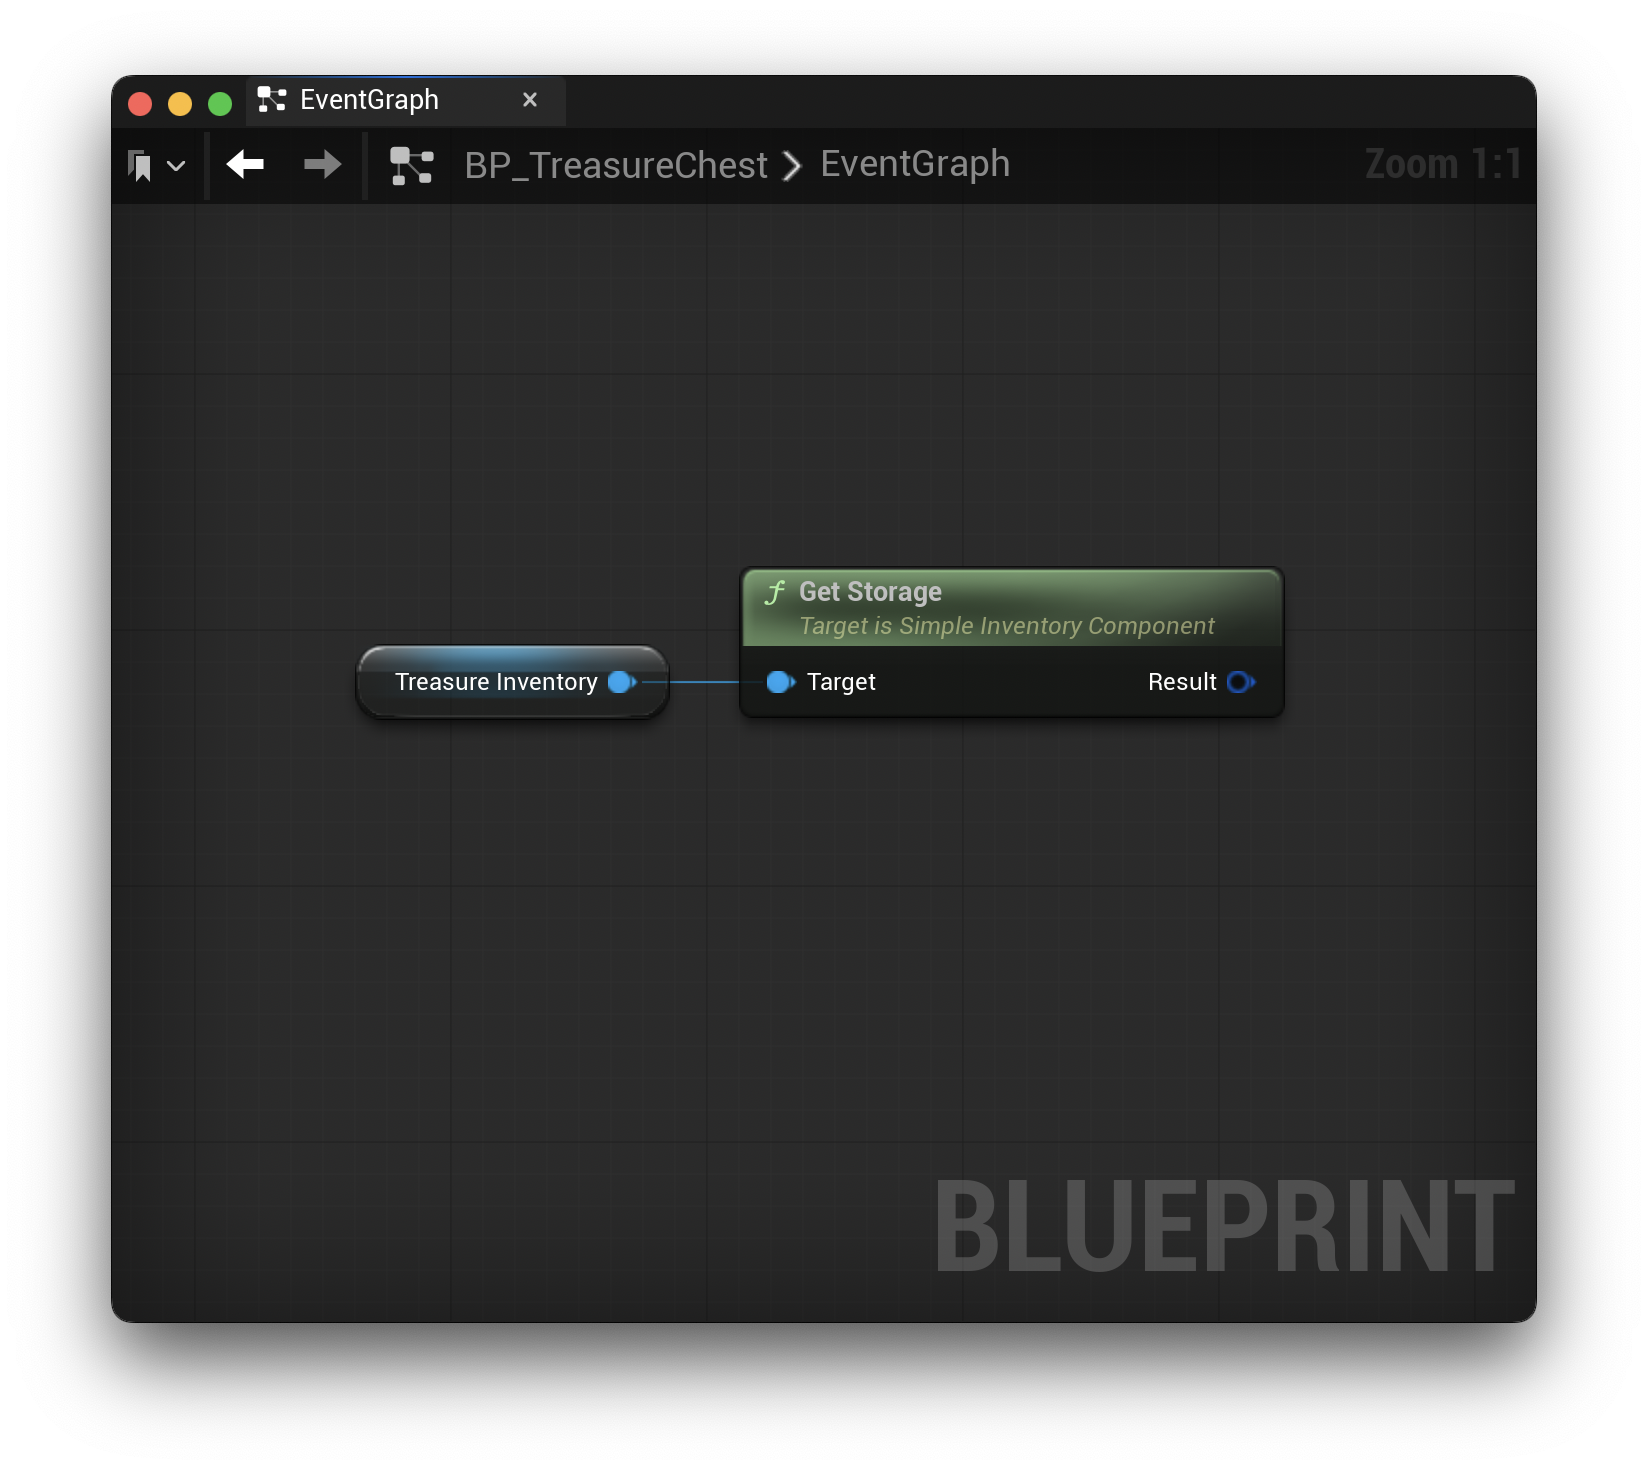 EventGraph
BP_TreasureChest > EventGraph
Zoom 1:1
Get Storage
Target is Simple Inventory Component
Treasure Inventory
Target
Result
BLUEPRINT